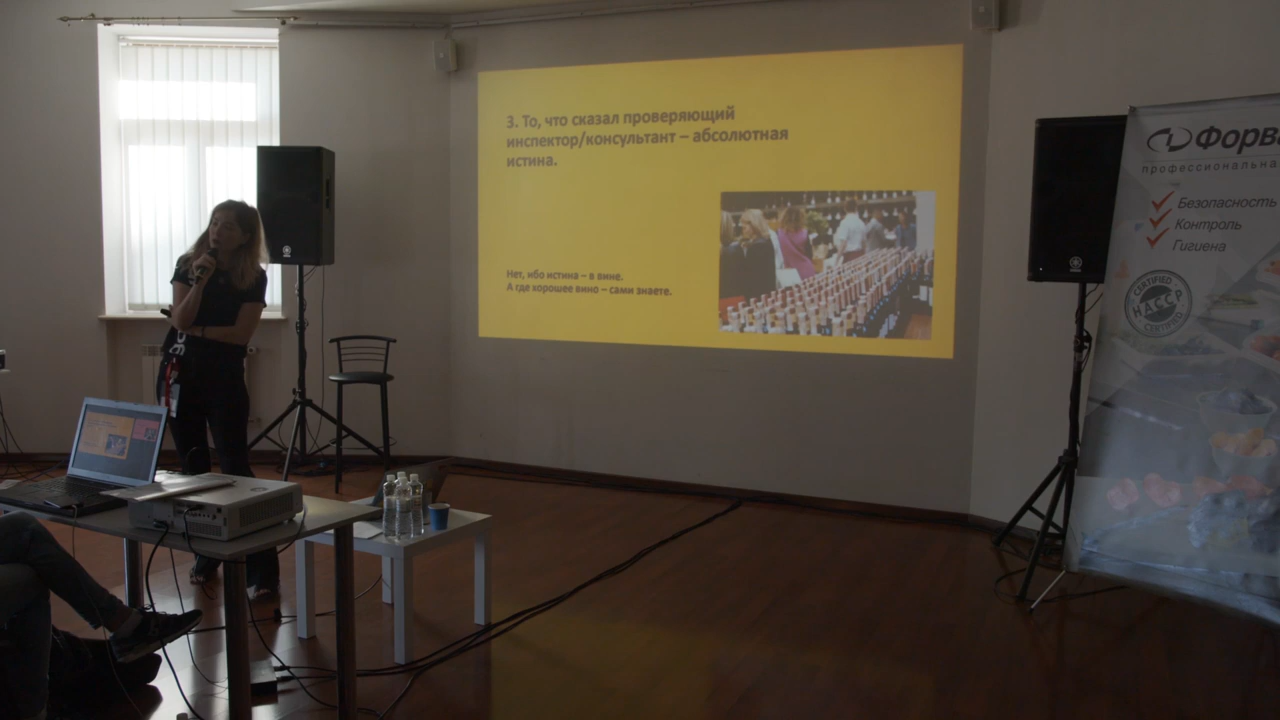 3. То, что сказал проверяющий
инспектор/консультант – абсолютная
истина.
Нет, ибо истина – в вине.
А где хорошее вино – сами знаете.
профессиональна
Безопасность
Контроль
Гигиена
CERTIFIED
HACCP
CERTIFIED